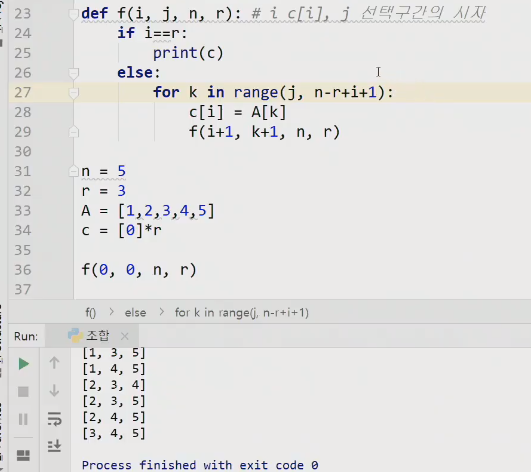 23 def f(i, j, n, r): # i c[i], j 선택구간의 시자
24 if i==r:
25 print(c)
26 else:
27 for k in range(j, n-r+i+1):
28 c[i] = A[k]
29 f(i+1, k+1, n, r)
30
31 n = 5
32 r = 3
33 A = [1,2,3,4,5]
34 c = [0]*r
35
36 f(0, 0, n, r)
37
f() > else > for k in range(j, n-r+i+1)
Run: 조합 ×
[1, 3, 5]
[1, 4, 5]
[2, 3, 4]
[2, 3, 5]
[2, 4, 5]
[3, 4, 5]
Process finished with exit code 0